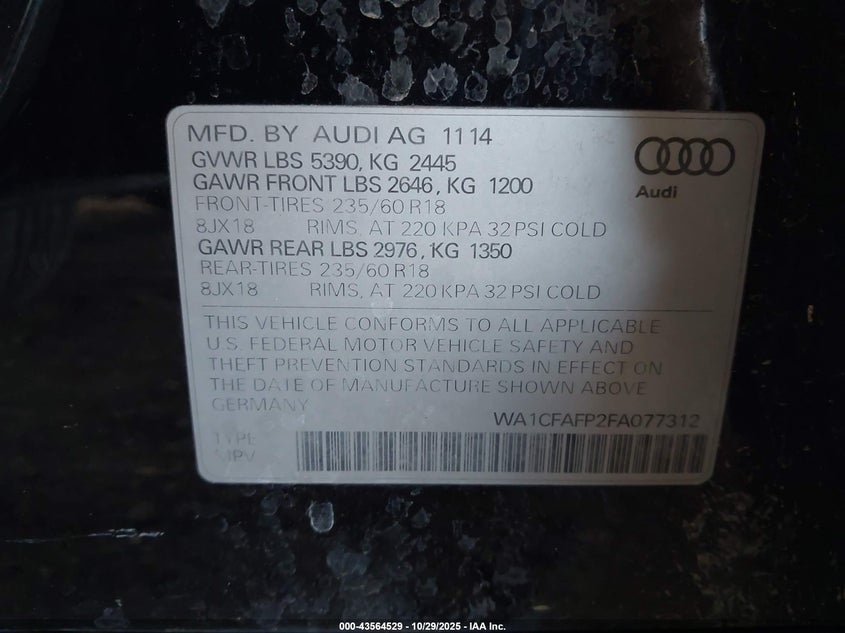 MFD. BY AUDI AG 11 14
GVWR LBS 5390, KG 2445
GAWR FRONT LBS 2646, KG 1200
FRONT-TIRES 235/60 R18
8JX18 RIMS, AT 220 KPA 32 PSI COLD
GAWR REAR LBS 2976, KG 1350
REAR-TIRES 235/60 R18
8JX18 RIMS, AT 220 KPA 32 PSI COLD
Audi
THIS VEHICLE CONFORMS TO ALL APPLICABLE
U.S. FEDERAL MOTOR VEHICLE SAFETY AND
THEFT PREVENTION STANDARDS IN EFFECT ON
THE DATE OF MANUFACTURE SHOWN ABOVE
GERMANY
WA1CFAFP2FA077312
TYPE
MPV
000-43564529 - 10/29/2025 - IAA Inc.